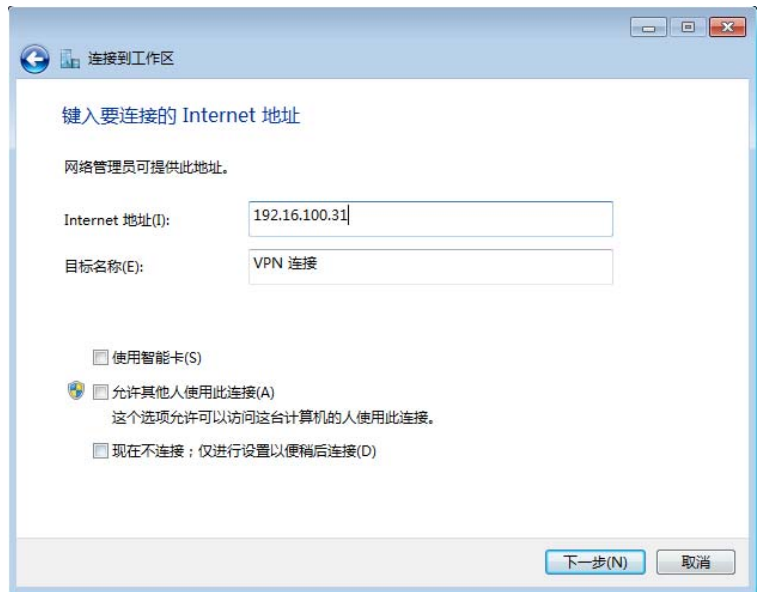 连接到工作区
键入要连接的 Internet 地址
网络管理员可提供此地址。
Internet 地址(I):
192.16.100.31
目标名称(E):
VPN 连接
使用智能卡(S)
允许其他人使用此连接(A)
这个选项允许可以访问这台计算机的人使用此连接。
现在不连接；仅进行设置以便稍后连接(D)
下一步(N)
取消